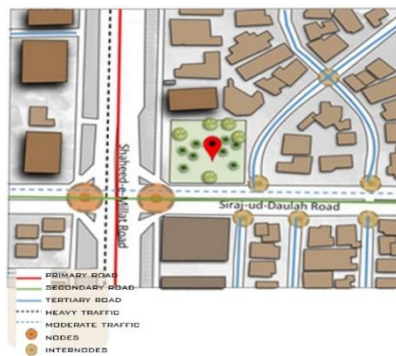 Shaheed-e-Millat Road
Siraj-ud-Daulah Road
PRIMARY ROAD
SECONDARY ROAD
TERTIARY ROAD
HEAVY TRAFFIC
MODERATE TRAFFIC
NODES
INTERNODES